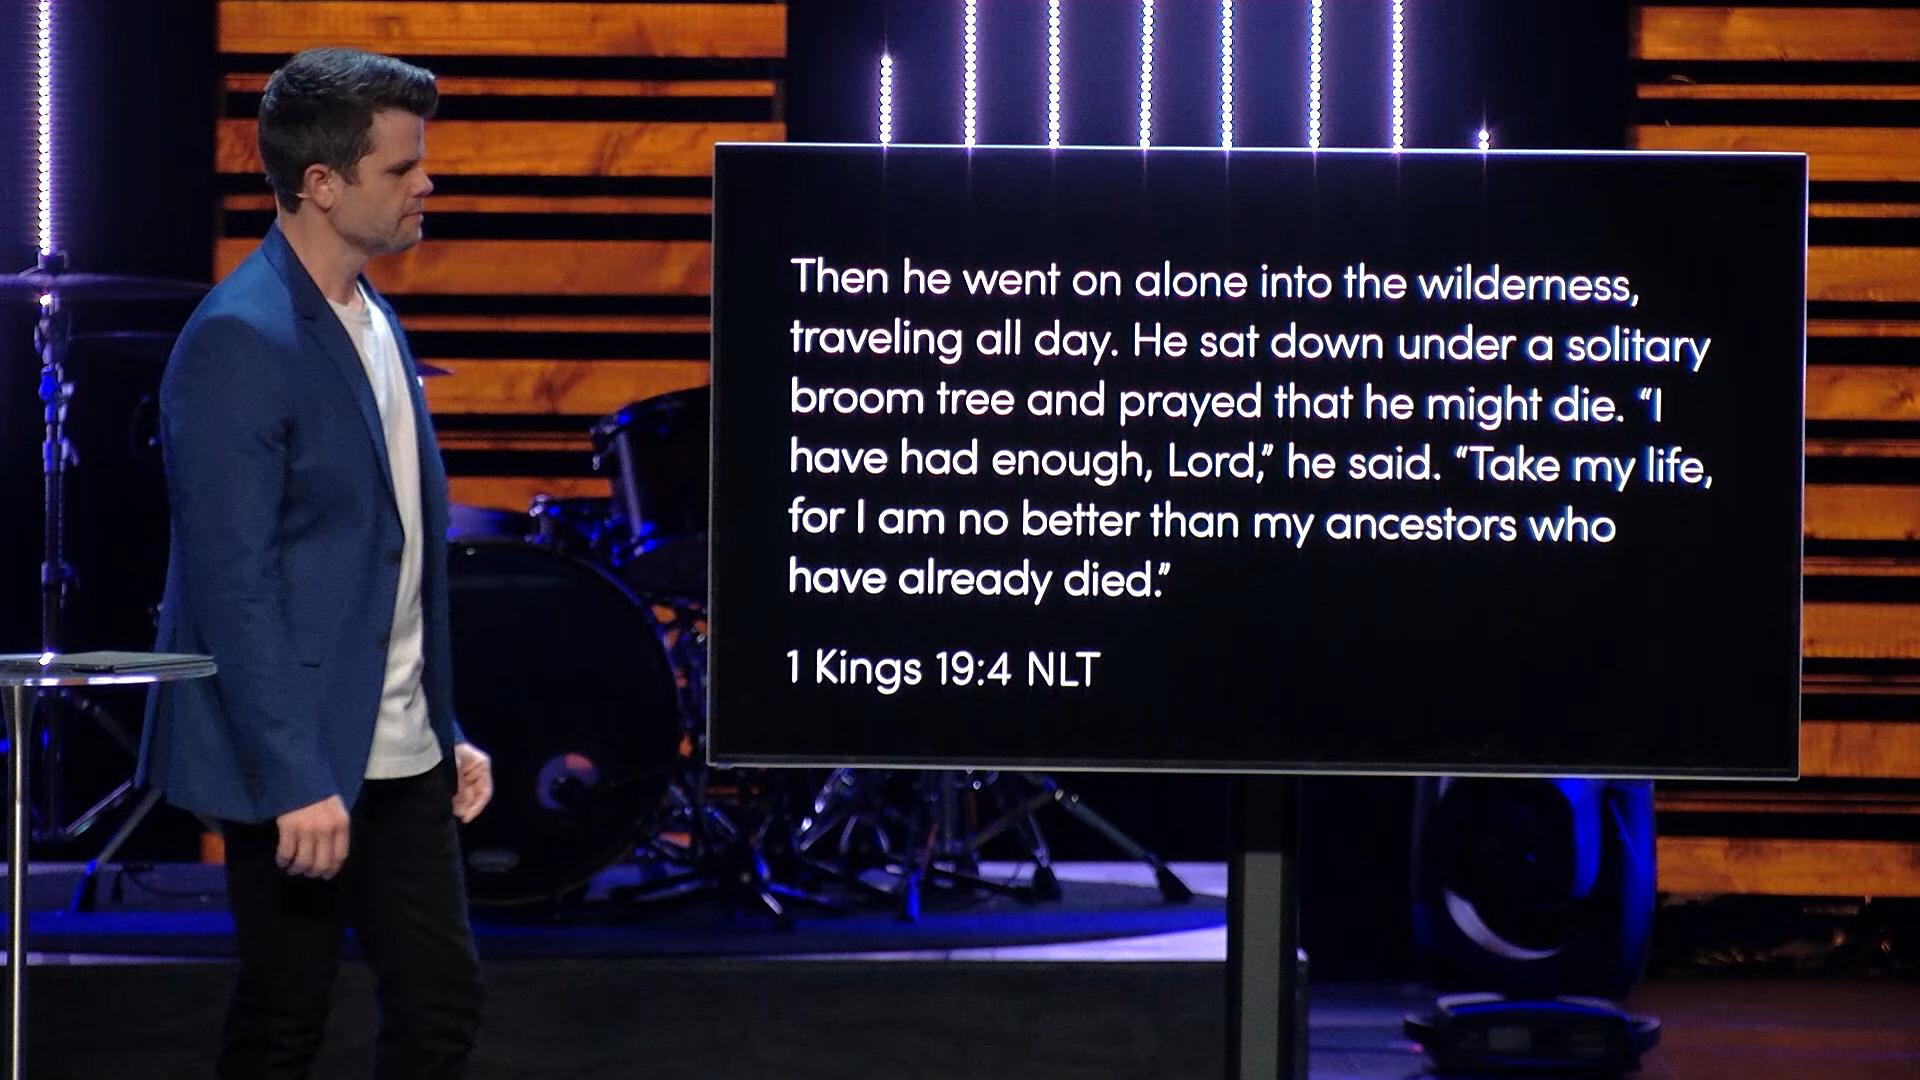 Then he went on alone into the wilderness,
traveling all day. He sat down under a solitary
broom tree and prayed that he might die. “I
have had enough, Lord,” he said. “Take my life,
for I am no better than my ancestors who
have already died.”
1 Kings 19:4 NLT